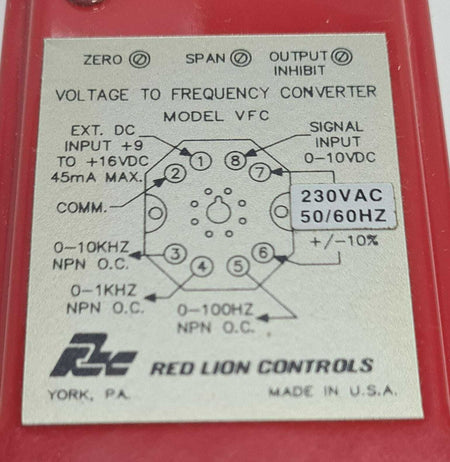 ZERO SPAN OUTPUT INHIBIT
VOLTAGE TO FREQUENCY CONVERTER
MODEL VFC
EXT. DC
INPUT +9
TO +16VDC
45mA MAX.
SIGNAL
INPUT
0-10VDC
1 8
2 7
COMM.
230VAC
50/60HZ
+/-10%
0-10KHZ
NPN O.C.
3 6
4 5
0-1KHZ
NPN O.C.
0-100HZ
NPN O.C.
RLC RED LION CONTROLS
YORK, PA. MADE IN U.S.A.